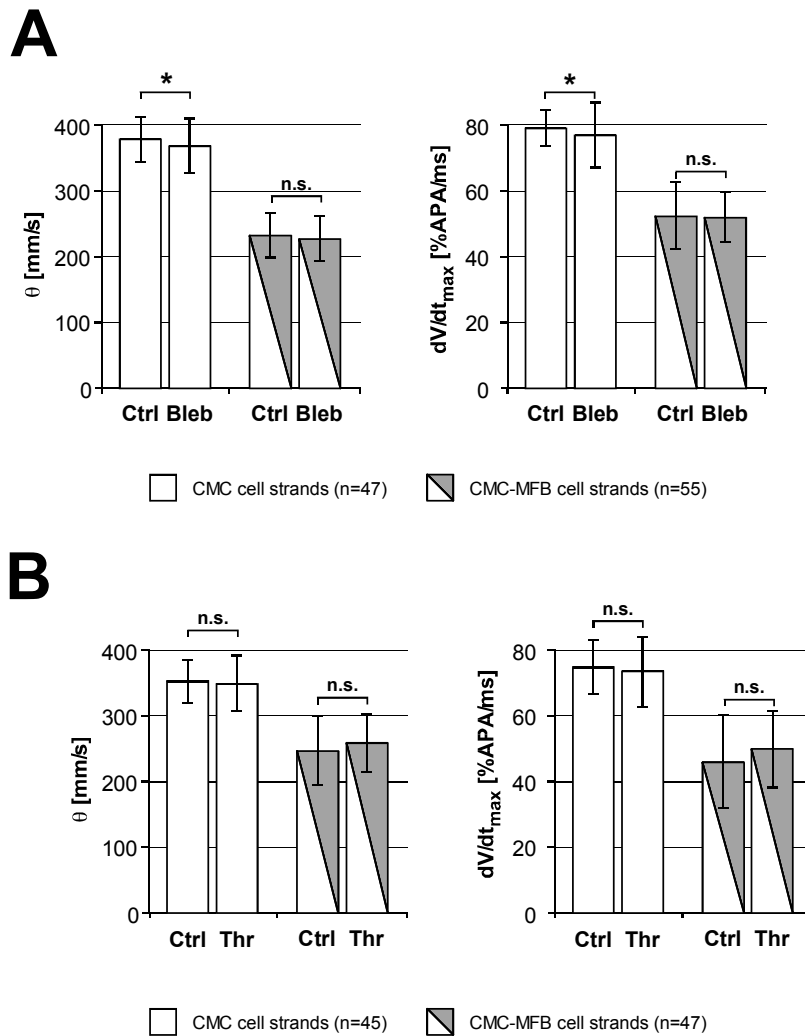 A
* *
400 80
n.s. n.s.
300 60
200 40
100 20
0 0
θ [mm/s]
dV/dtmax [%APA/ms]
Ctrl Bleb Ctrl Bleb
Ctrl Bleb Ctrl Bleb
CMC cell strands (n=47) CMC-MFB cell strands (n=55)
B
n.s. n.s.
400 80
n.s. n.s.
300 60
200 40
100 20
0 0
θ [mm/s]
dV/dtmax [%APA/ms]
Ctrl Thr Ctrl Thr
Ctrl Thr Ctrl Thr
CMC cell strands (n=45) CMC-MFB cell strands (n=47)